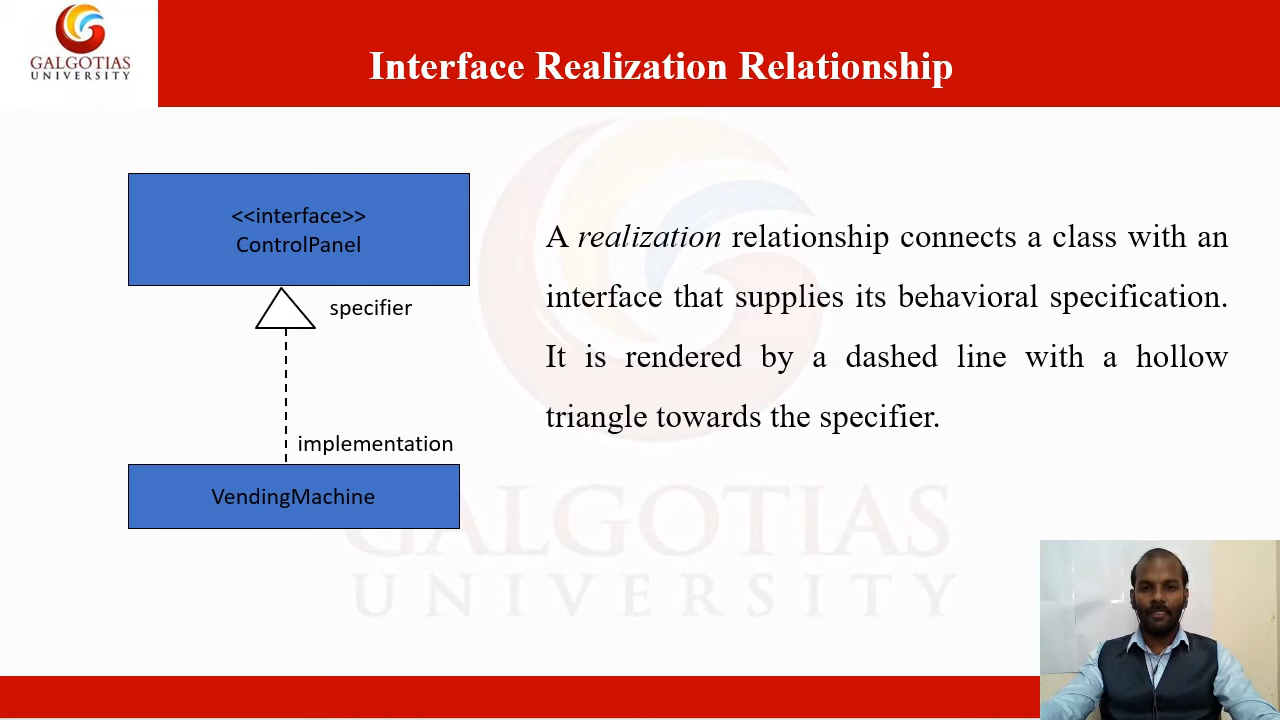 GALGOTIAS
UNIVERSITY
Interface Realization Relationship
<<interface>>
ControlPanel
specifier
implementation
VendingMachine
A realization relationship connects a class with an
interface that supplies its behavioral specification.
It is rendered by a dashed line with a hollow
triangle towards the specifier.
GALGOTIAS
UNIVERSITY